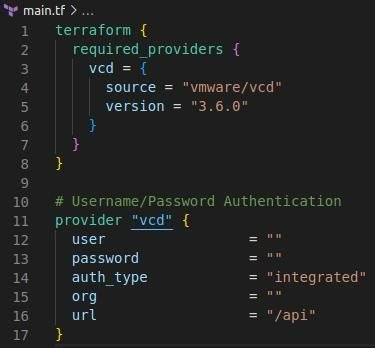 main.tf > ...
1 terraform {
2   required_providers {
3     vcd = {
4       source = "vmware/vcd"
5       version = "3.6.0"
6     }
7   }
8 }
9
10 # Username/Password Authentication
11 provider "vcd" {
12   user                 = ""
13   password             = ""
14   auth_type            = "integrated"
15   org                  = ""
16   url                  = "/api"
17 }